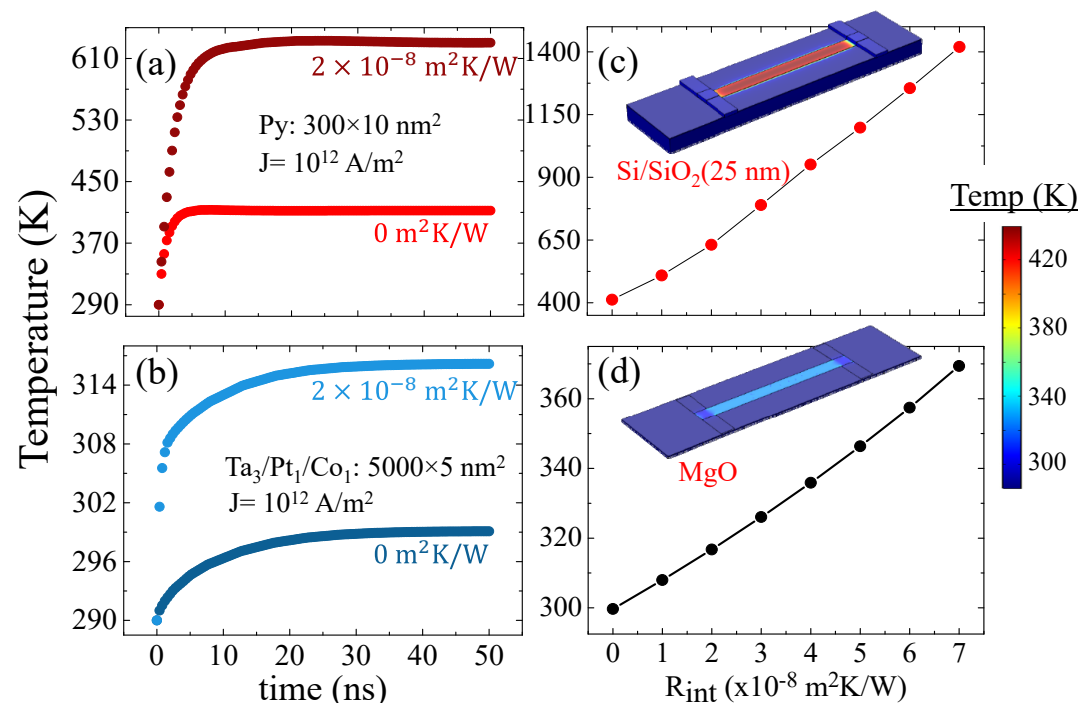 (a)
610
530
450
370
290
2 × 10⁻⁸ m²K/W
Py: 300×10 nm²
J= 10¹² A/m²
0 m²K/W
Temperature (K)
(b)
314
308
302
296
290
2 × 10⁻⁸ m²K/W
Ta₃/Pt₁/Co₁: 5000×5 nm²
J= 10¹² A/m²
0 m²K/W
0 10 20 30 40 50
time (ns)
(c)
1400
1150
900
650
400
Si/SiO₂(25 nm)
(d)
360
340
320
300
MgO
0 1 2 3 4 5 6 7
Rint (x10⁻⁸ m²K/W)
Temp (K)
420
380
340
300